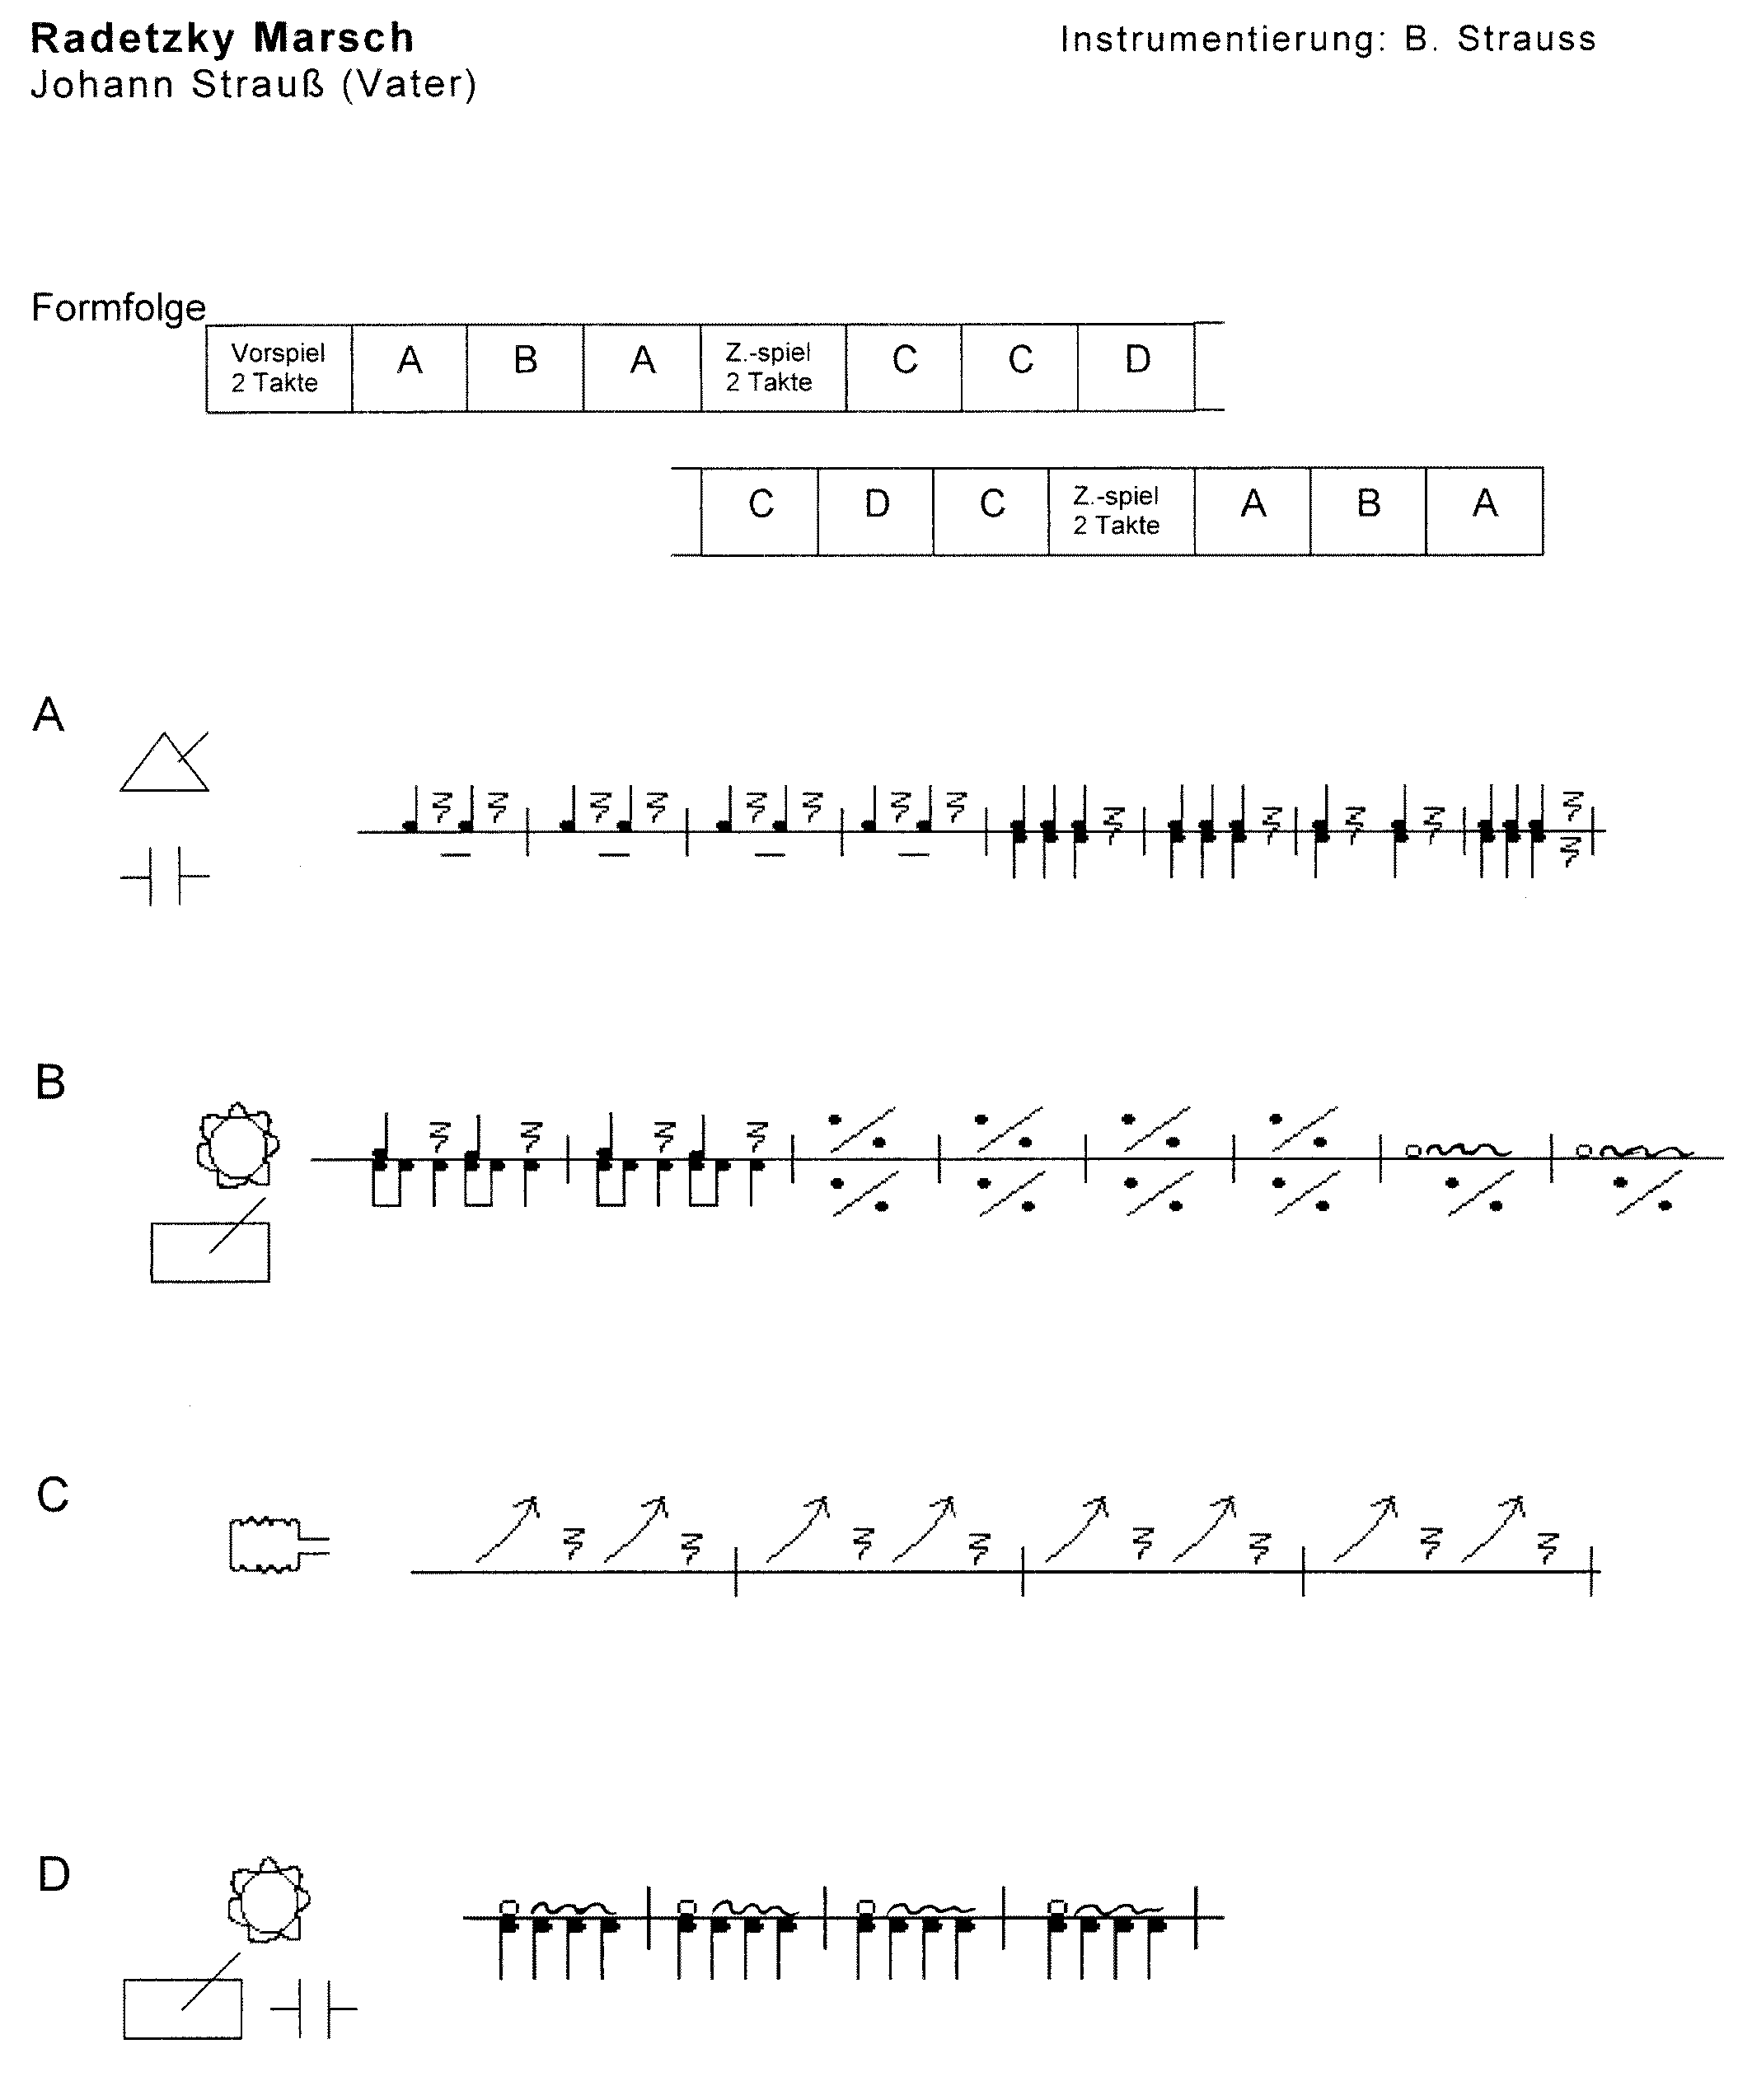 Radetzky Marsch
Instrumentierung: B. Strauss
Johann Strauß (Vater)
Formfolge
Vorspiel
2 Takte
A
B
A
Z.-spiel
2 Takte
C
C
D
C
D
C
Z.-spiel
2 Takte
A
B
A
A
B
C
D